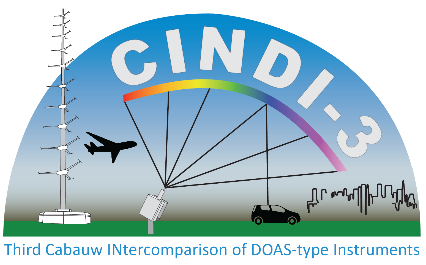 CINDI-3
Third Cabauw INtercomparison of DOAS-type Instruments